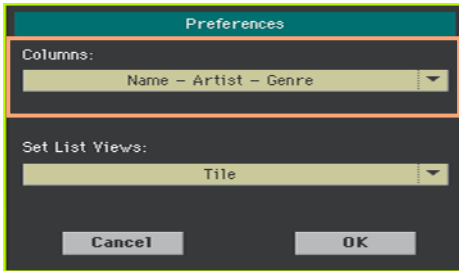 Preferences
Columns:
Name - Artist - Genre
Set List Views:
Tile
Cancel OK